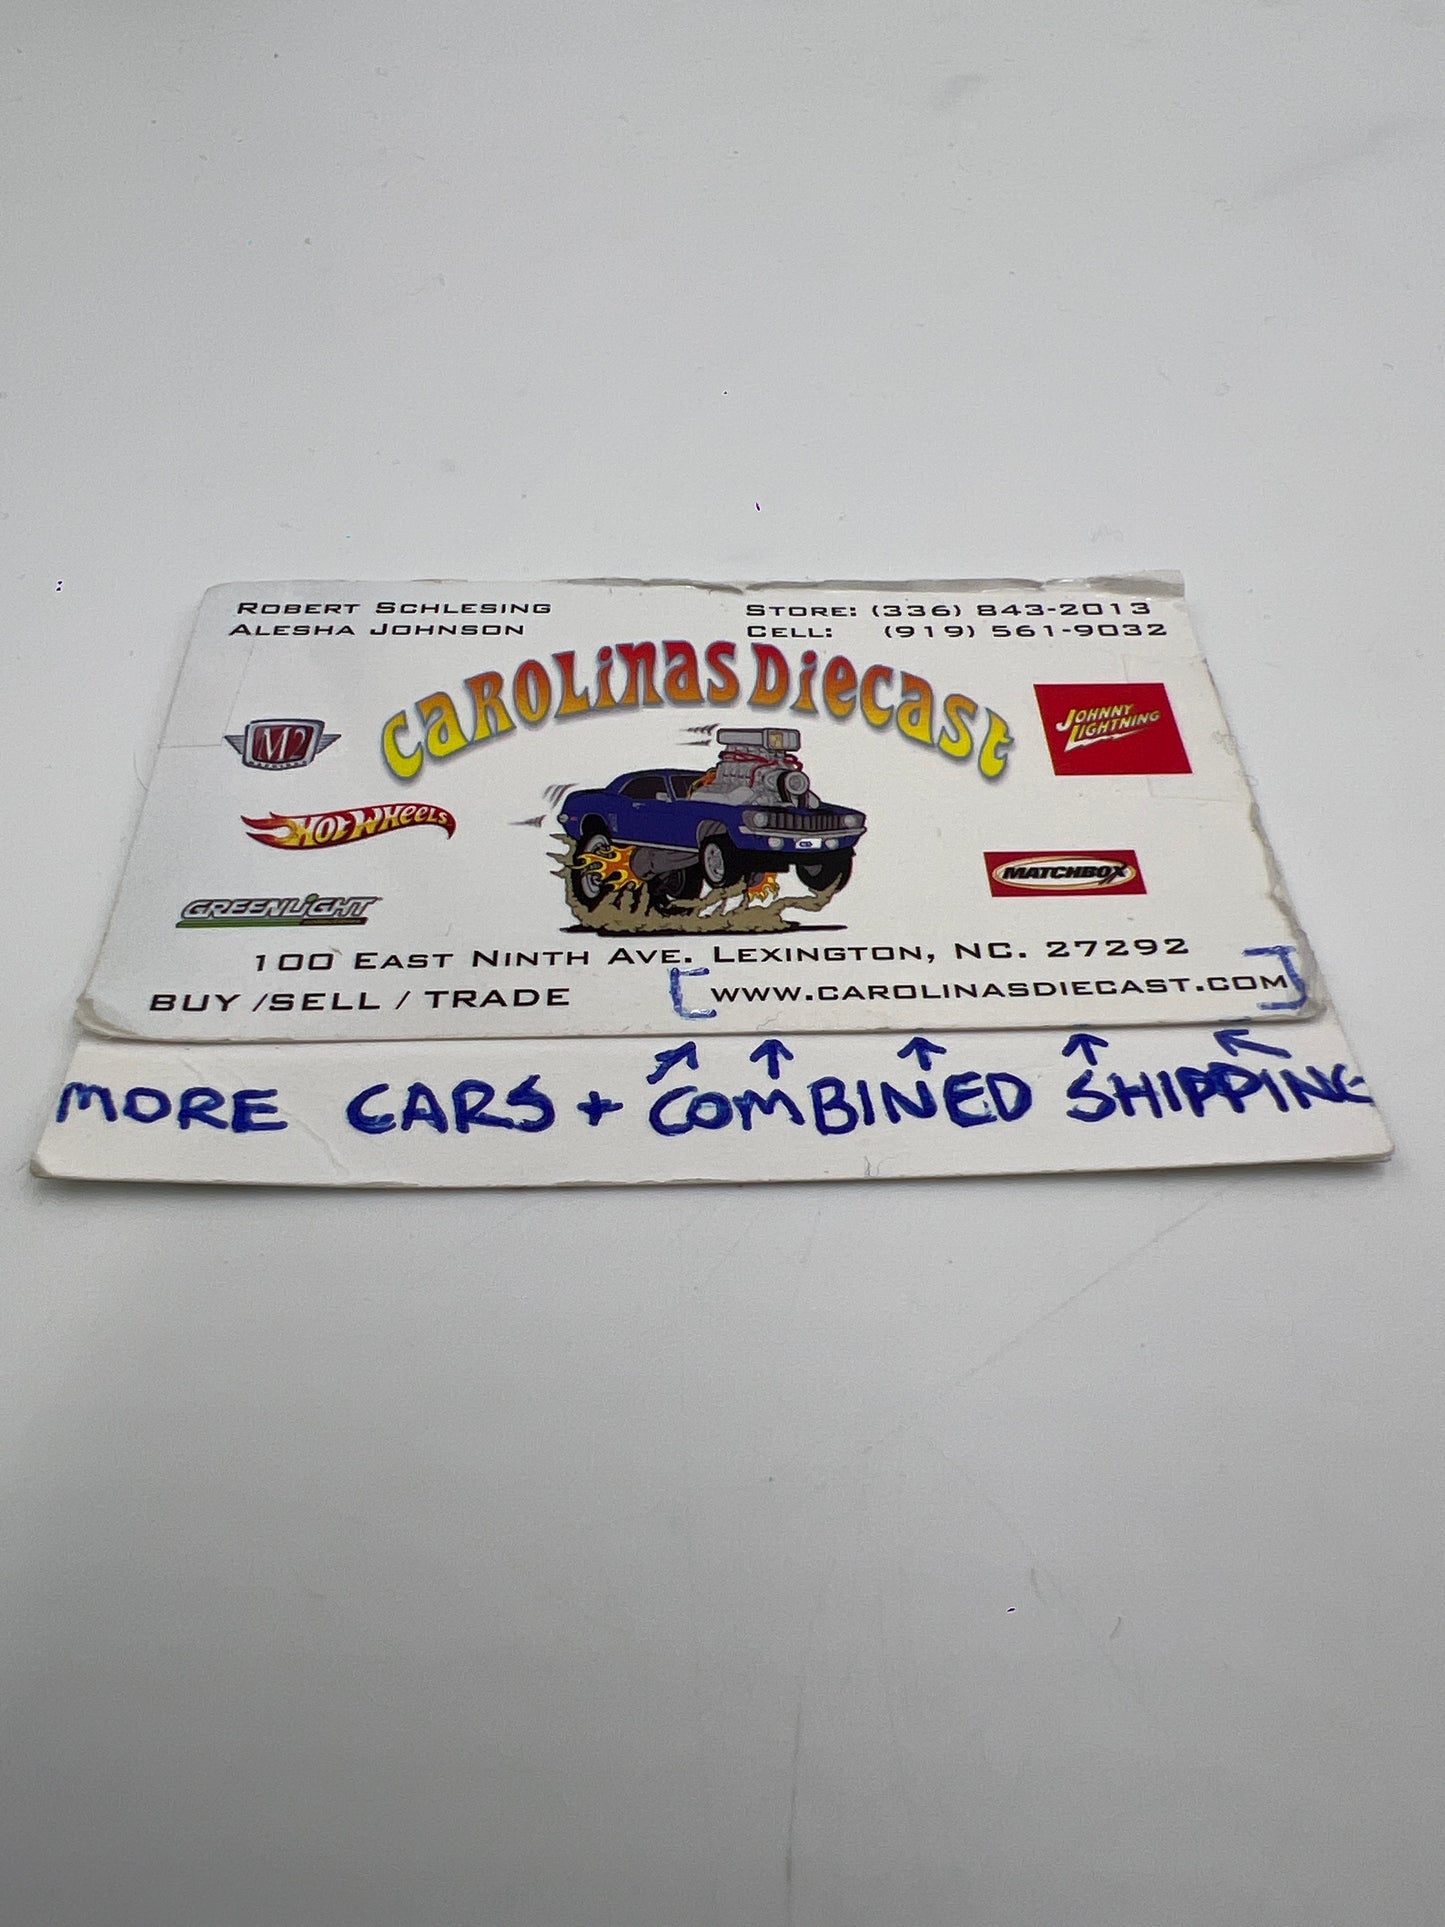 ROBERT SCHLESING
ALESHA JOHNSON
STORE: (336) 843-2013
CELL: (919) 561-9032
CAROLINAS DIECAST
M2
JOHNNY
LIGHTNING
HOT WHEELS
MATCHBOX
GREENLIGHT
100 EAST NINTH AVE. LEXINGTON, NC. 27292
BUY /SELL / TRADE
[WWW.CAROLINASDIECAST.COM]
MORE CARS + COMBINED SHIPPING